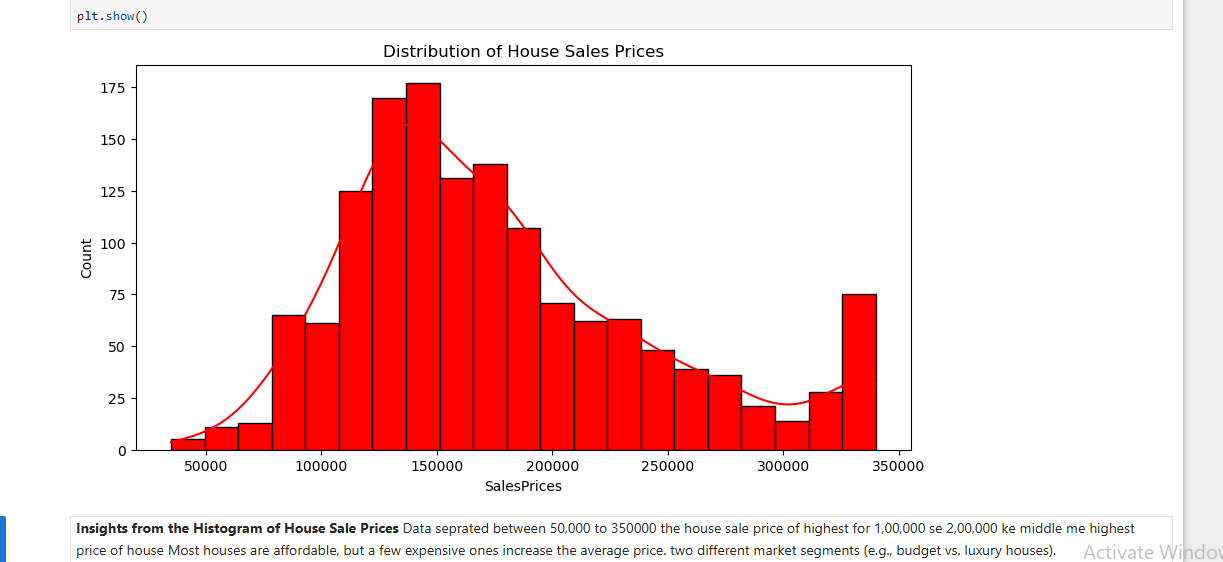 plt.show()
Distribution of House Sales Prices
175
150
125
100
75
50
25
0
Count
50000 100000 150000 200000 250000 300000 350000
SalesPrices
Insights from the Histogram of House Sale Prices Data seprated between 50,000 to 350000 the house sale price of highest for 1,00,000 se 2,00,000 ke middle me highest
price of house Most houses are affordable, but a few expensive ones increase the average price. two different market segments (e.g., budget vs. luxury houses).
Activate Window